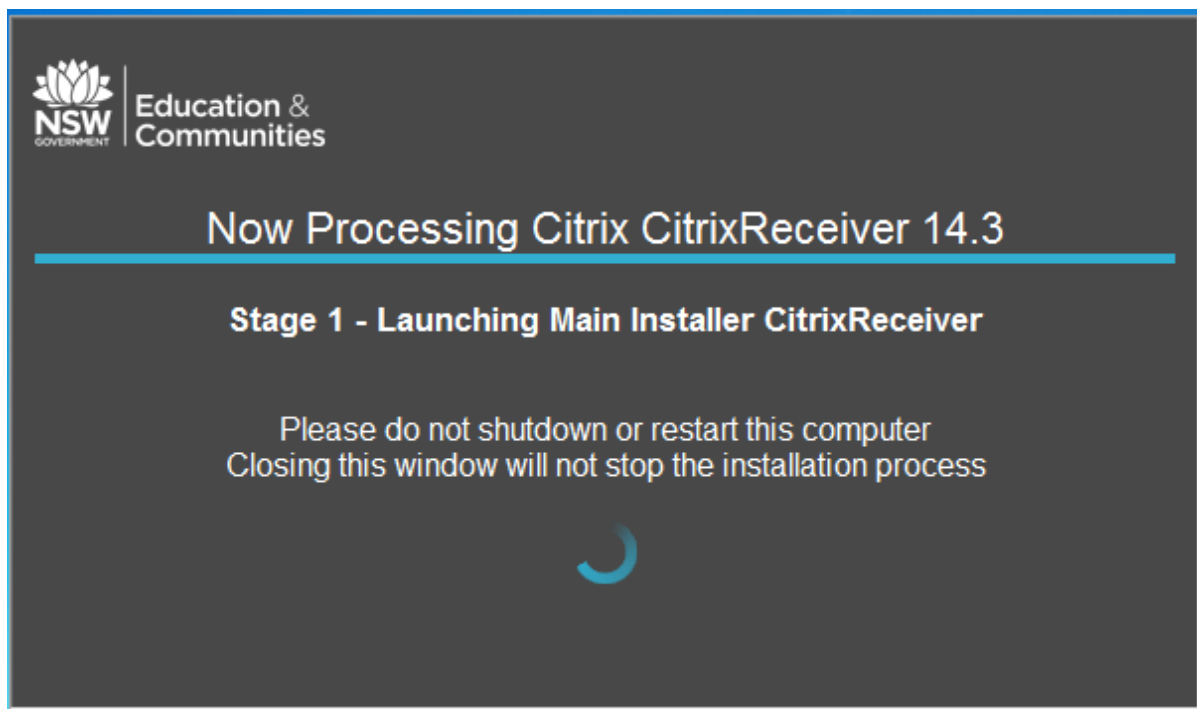 NSW
GOVERNMENT
Education &
Communities
Now Processing Citrix CitrixReceiver 14.3
Stage 1 - Launching Main Installer CitrixReceiver
Please do not shutdown or restart this computer
Closing this window will not stop the installation process